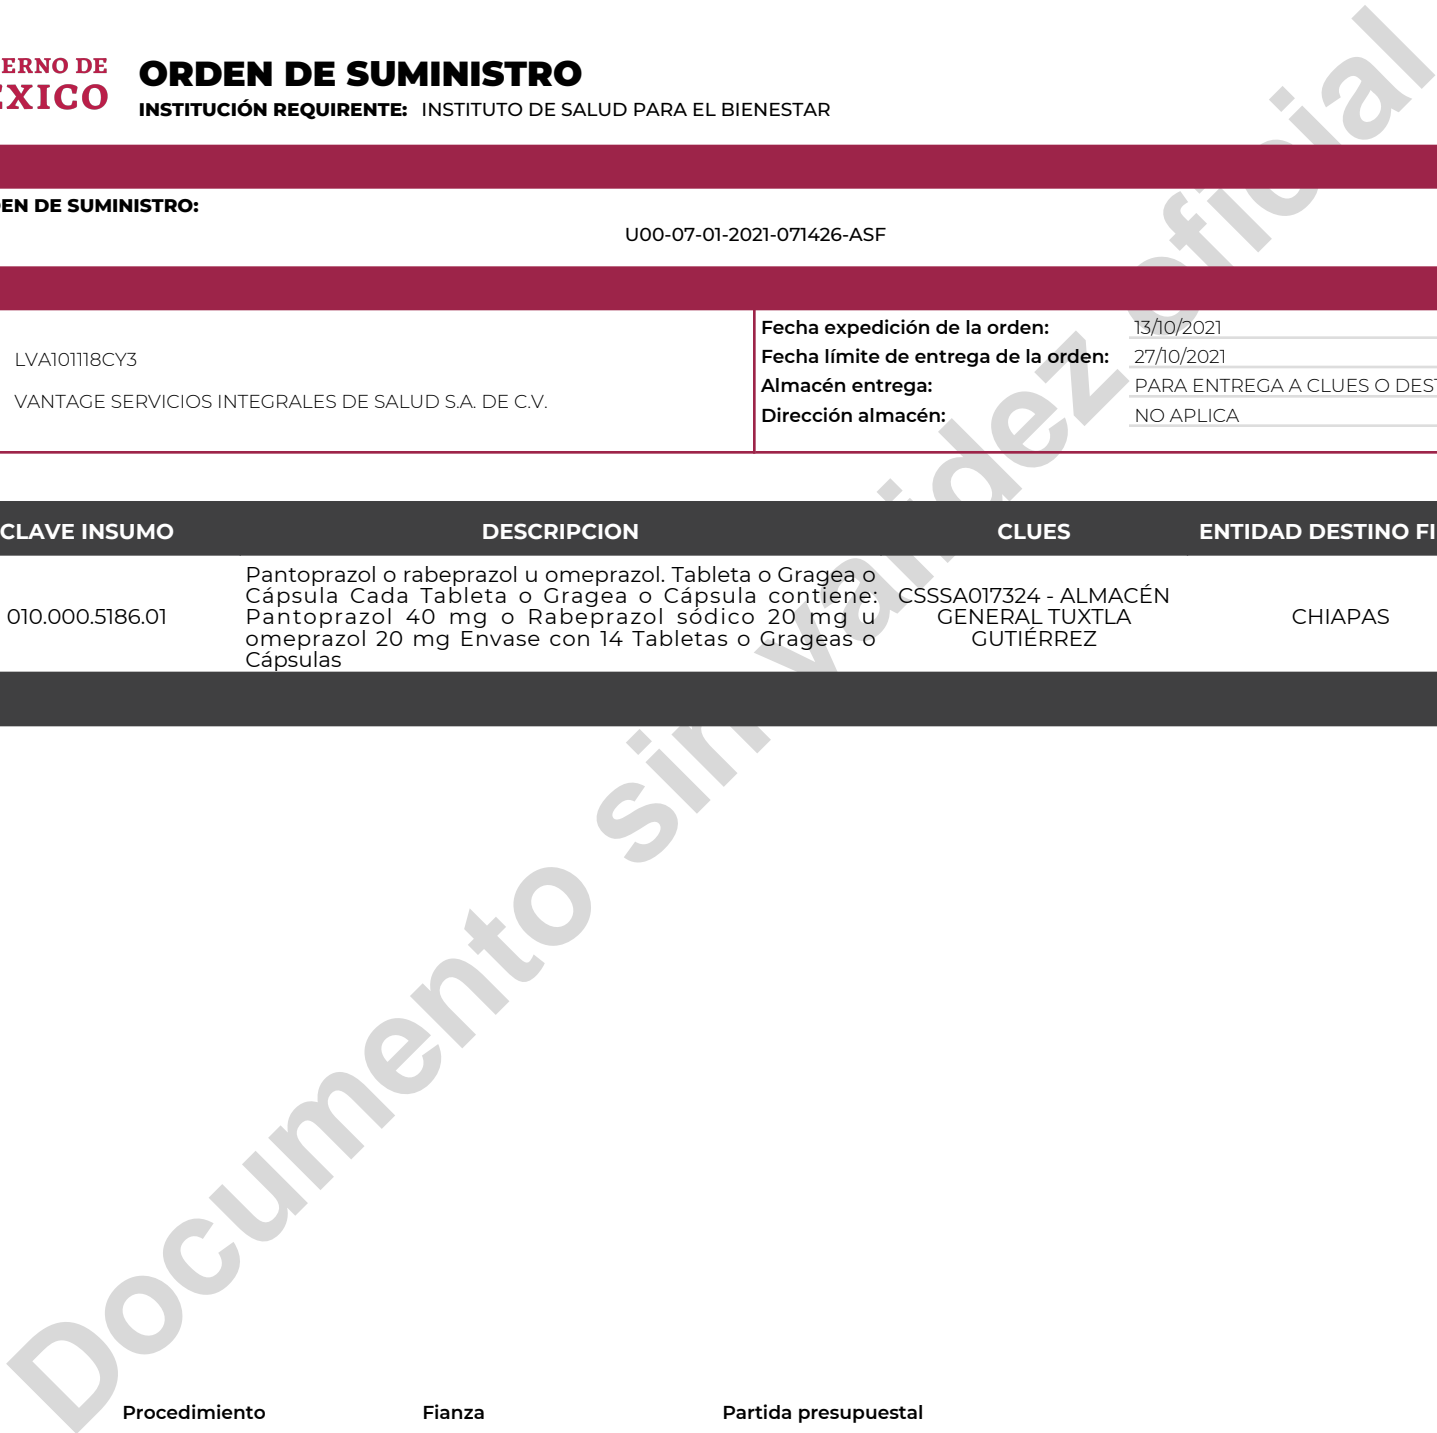 ERNO DE
EXICO
ORDEN DE SUMINISTRO
INSTITUCIÓN REQUIRENTE: INSTITUTO DE SALUD PARA EL BIENESTAR
EN DE SUMINISTRO:
U00-07-01-2021-071426-ASF
LVA101118CY3
VANTAGE SERVICIOS INTEGRALES DE SALUD S.A. DE C.V.
Fecha expedición de la orden: 13/10/2021
Fecha límite de entrega de la orden: 27/10/2021
Almacén entrega: PARA ENTREGA A CLUES O DEST
Dirección almacén: NO APLICA
CLAVE INSUMO DESCRIPCION CLUES ENTIDAD DESTINO FI
010.000.5186.01
Pantoprazol o rabeprazol u omeprazol. Tableta o Gragea o
Cápsula Cada Tableta o Gragea o Cápsula contiene:
Pantoprazol 40 mg o Rabeprazol sódico 20 mg u
omeprazol 20 mg Envase con 14 Tabletas o Grageas o
Cápsulas
CSSSA017324 - ALMACÉN
GENERAL TUXTLA
GUTIÉRREZ
CHIAPAS
Documento sin validez oficial
Procedimiento Fianza Partida presupuestal